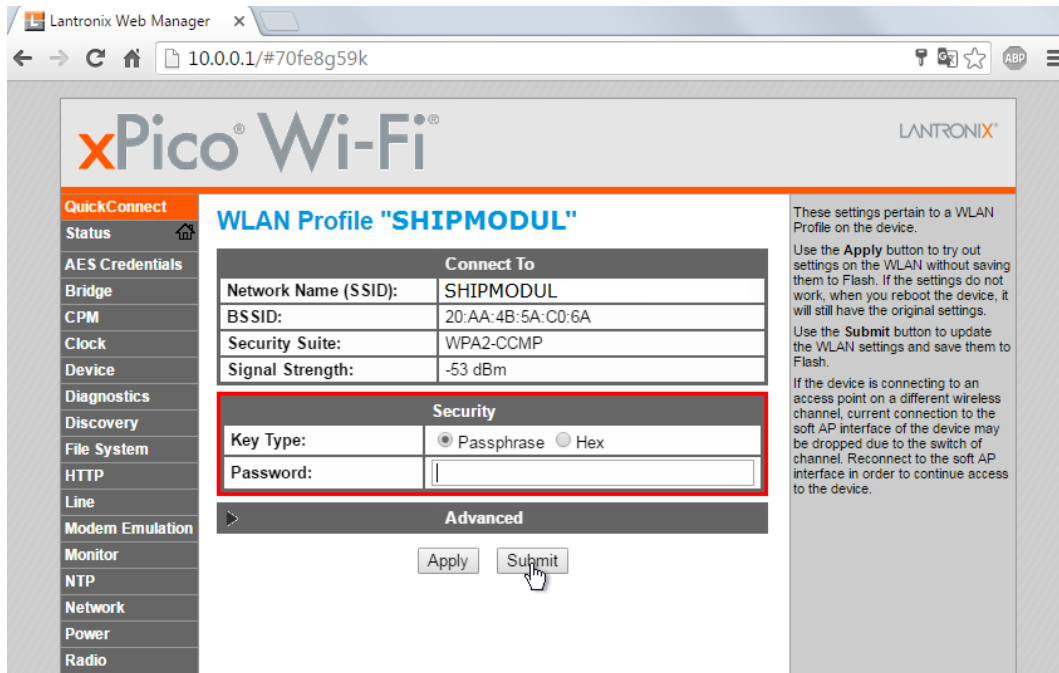 Lantronix Web Manager
10.0.0.1/#70fe8g59k
ABP
xPico® Wi-Fi®
LANTRONIX®
QuickConnect
Status
AES Credentials
Bridge
CPM
Clock
Device
Diagnostics
Discovery
File System
HTTP
Line
Modem Emulation
Monitor
NTP
Network
Power
Radio
WLAN Profile "SHIPMODUL"
Connect To
Network Name (SSID): SHIPMODUL
BSSID: 20:AA:4B:5A:C0:6A
Security Suite: WPA2-CCMP
Signal Strength: -53 dBm
Security
Key Type: Passphrase Hex
Password:
Advanced
Apply Submit
These settings pertain to a WLAN
Profile on the device.
Use the Apply button to try out
settings on the WLAN without saving
them to Flash. If the settings do not
work, when you reboot the device, it
will still have the original settings.
Use the Submit button to update
the WLAN settings and save them to
Flash.
If the device is connecting to an
access point on a different wireless
channel, current connection to the
soft AP interface of the device may
be dropped due to the switch of
channel. Reconnect to the soft AP
interface in order to continue access
to the device.